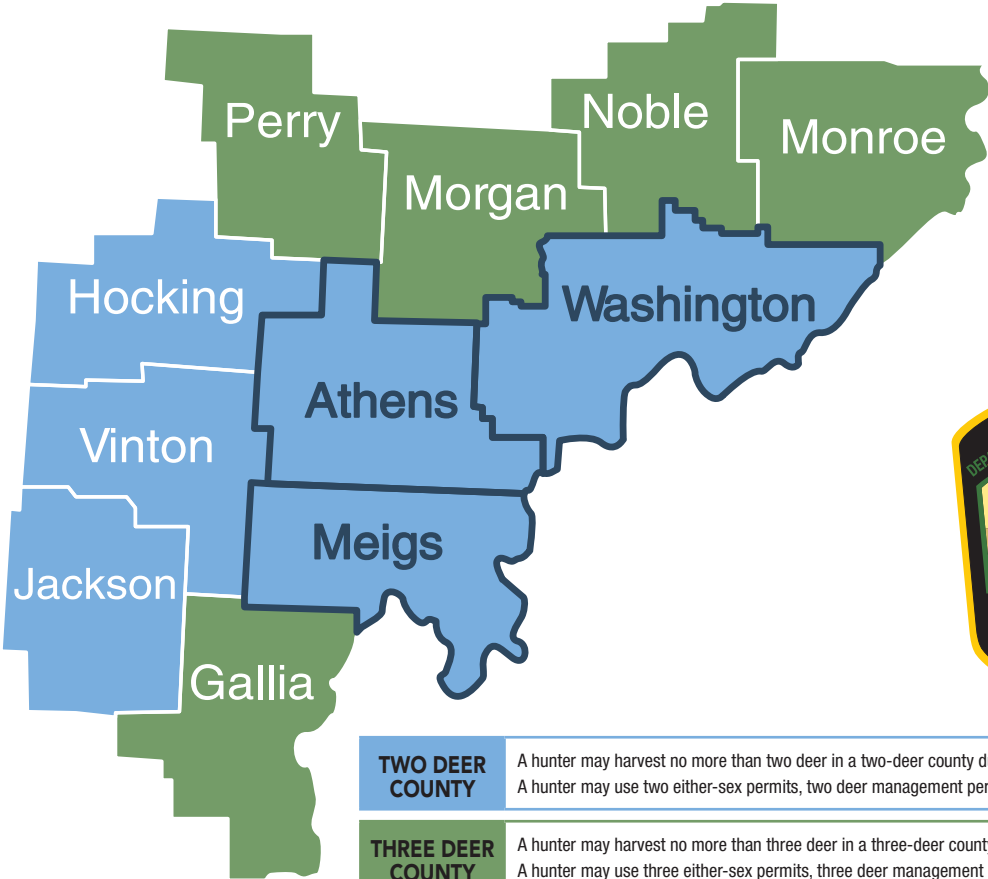 Perry
Noble
Monroe
Morgan
Hocking
Washington
Athens
Vinton
Meigs
Jackson
Gallia
TWO DEER
COUNTY
A hunter may harvest no more than two deer in a two-deer county
A hunter may use two either-sex permits, two deer management
THREE DEER
COUNTY
A hunter may harvest no more than three deer in a three-deer
A hunter may use three either-sex permits, three deer management